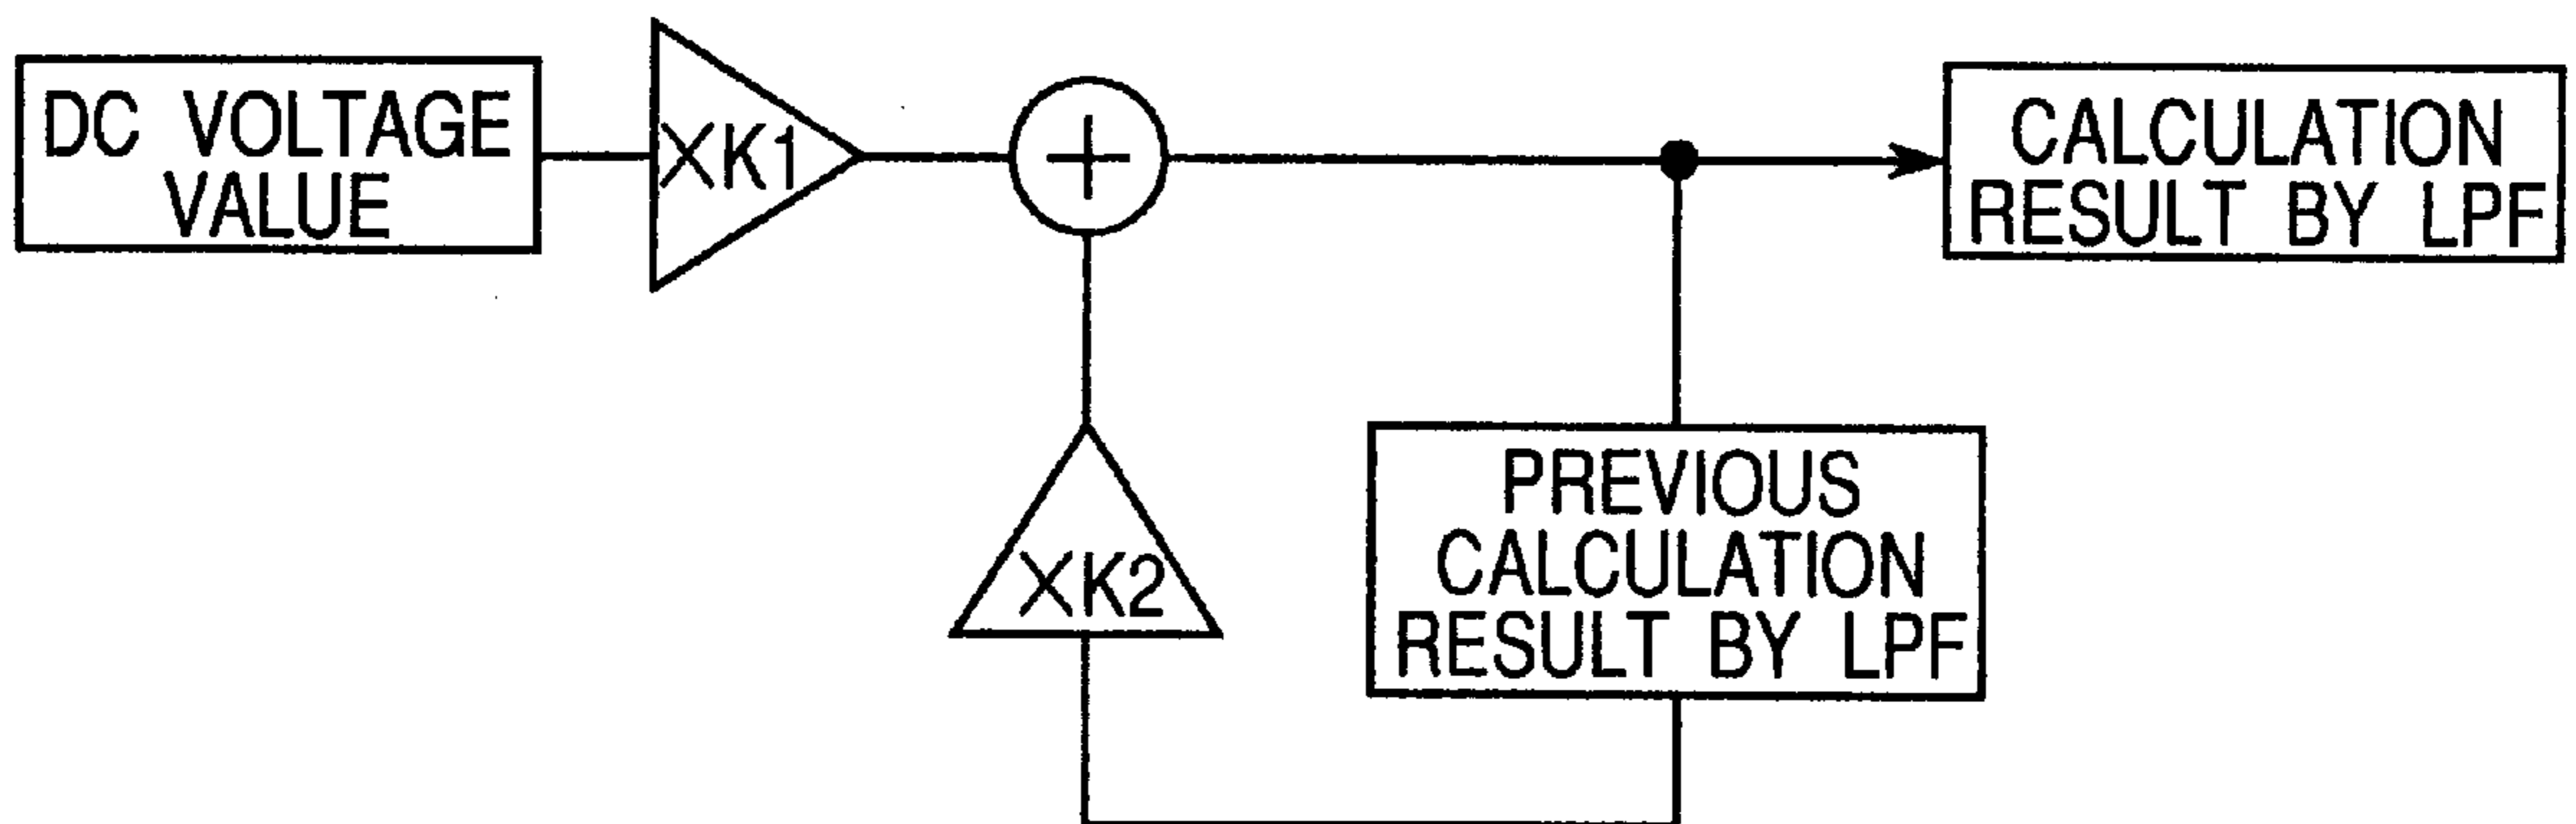 DC VOLTAGE
VALUE
XK1
+
CALCULATION
RESULT BY LPF
XK2
PREVIOUS
CALCULATION
RESULT BY LPF